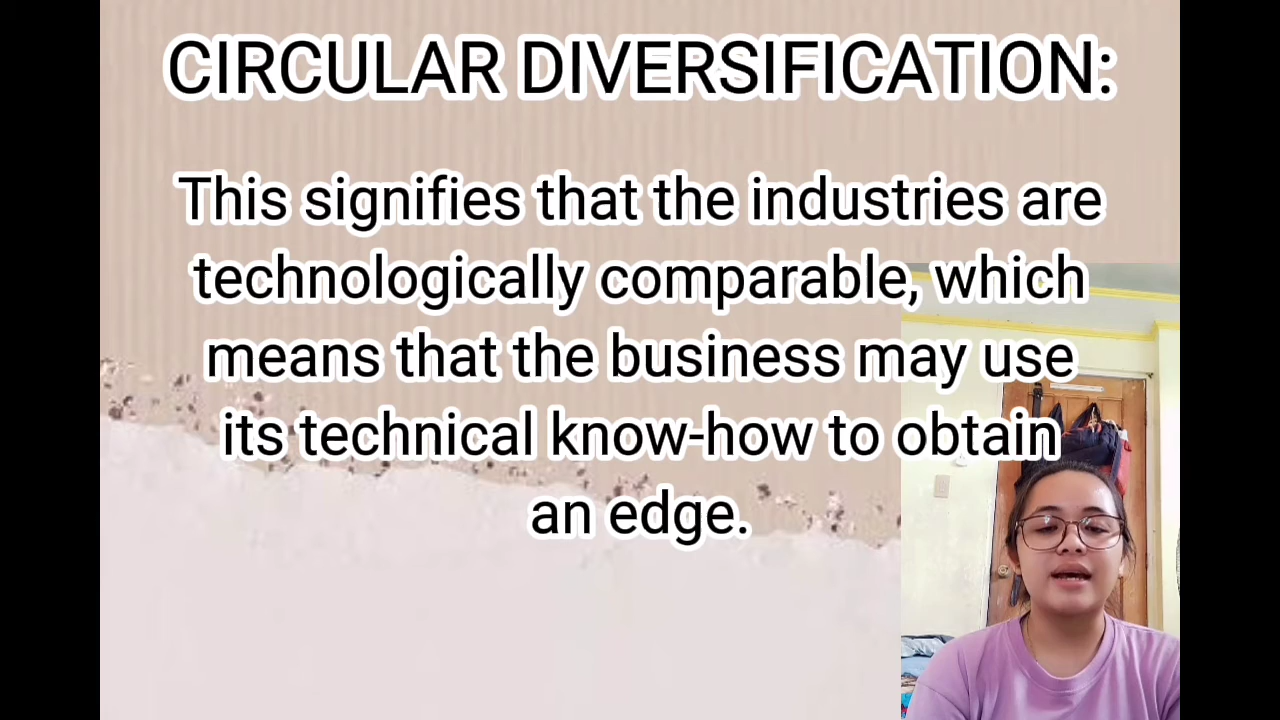 CIRCULAR DIVERSIFICATION:
This signifies that the industries are
technologically comparable, which
means that the business may use
its technical know-how to obtain
an edge.